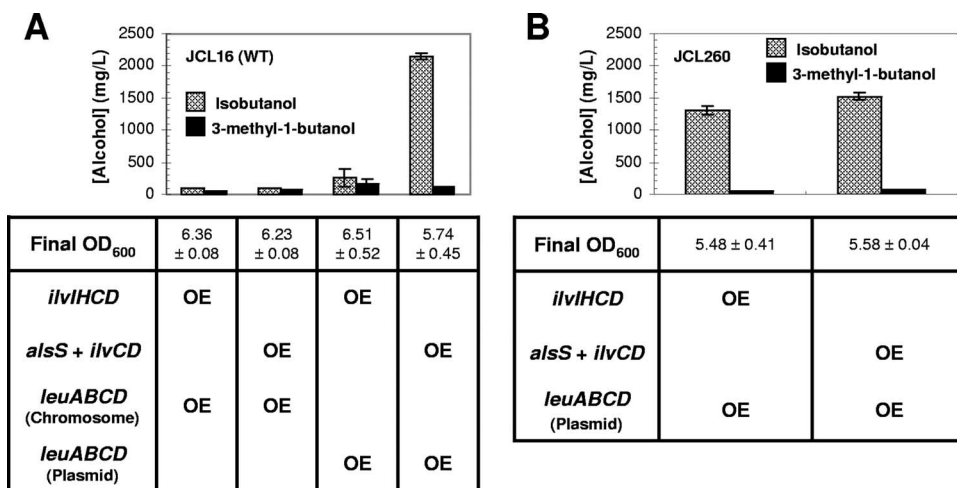 A
[Alcohol] (mg/L)
2500
2000
1500
1000
500
0
JCL16 (WT)
Isobutanol
3-methyl-1-butanol
Final OD600 6.36 ± 0.08 6.23 ± 0.08 6.51 ± 0.52 5.74 ± 0.45
ilvIHCD OE OE
alsS + ilvCD OE OE
leuABCD (Chromosome) OE OE
leuABCD (Plasmid) OE OE
B
[Alcohol] (mg/L)
2500
2000
1500
1000
500
0
JCL260
Isobutanol
3-methyl-1-butanol
Final OD600 5.48 ± 0.41 5.58 ± 0.04
ilvIHCD OE
alsS + ilvCD OE
leuABCD (Plasmid) OE OE